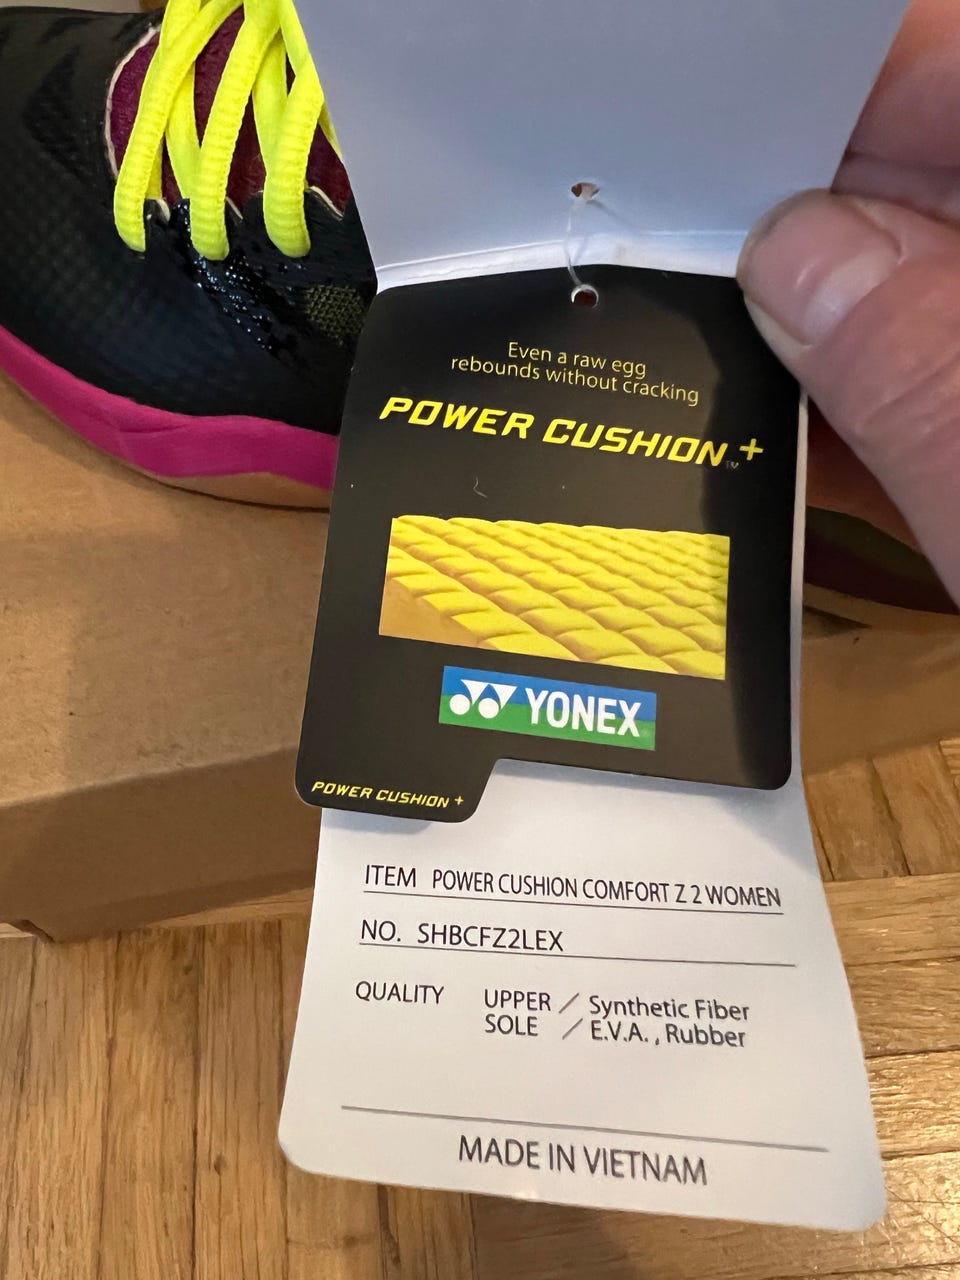 Even a raw egg
rebounds without cracking
POWER CUSHION+
TM
YONEX
POWER CUSHION +
ITEM POWER CUSHION COMFORT Z 2 WOMEN
NO. SHBCFZ2LEX
QUALITY UPPER / Synthetic Fiber
SOLE / E.V.A. , Rubber
MADE IN VIETNAM